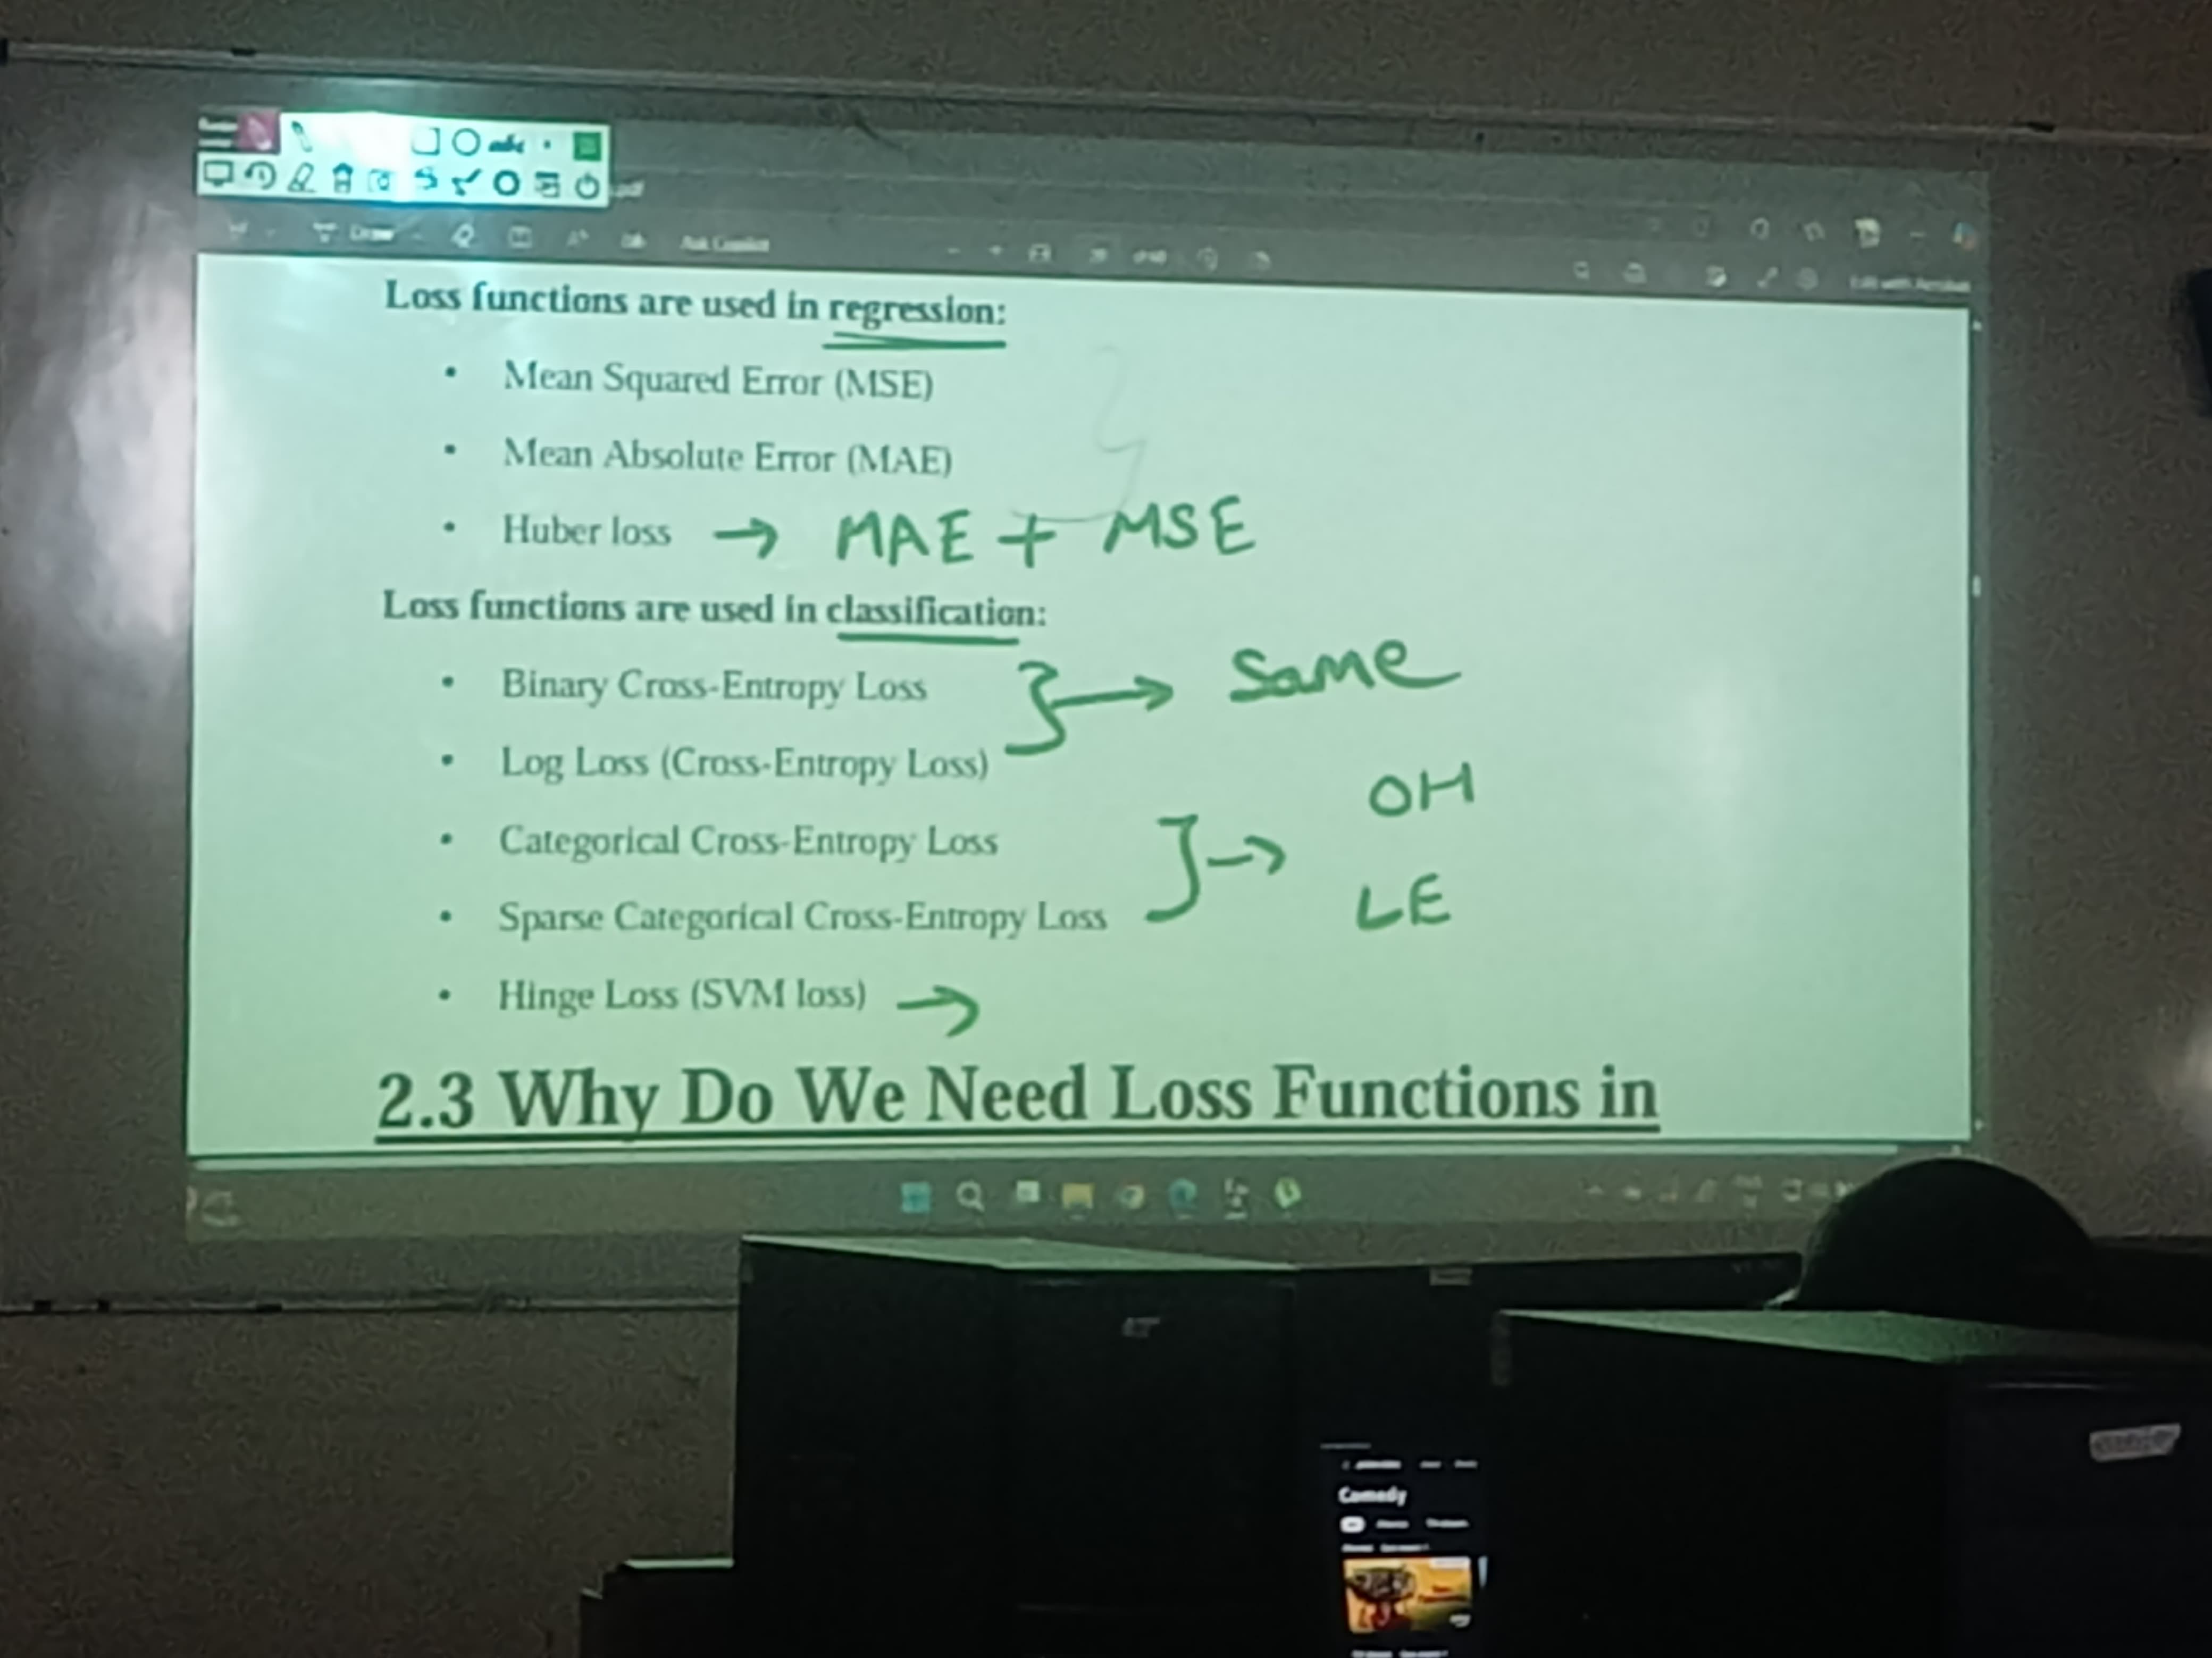 abc
.pdf
Draw
Ask Copilot
Edit with Acrobat
Loss functions are used in regression:
• Mean Squared Error (MSE)
• Mean Absolute Error (MAE)
• Huber loss → MAE + MSE
Loss functions are used in classification:
• Binary Cross-Entropy Loss
• Log Loss (Cross-Entropy Loss)
→ Same
• Categorical Cross-Entropy Loss
• Sparse Categorical Cross-Entropy Loss
→ OH
LE
• Hinge Loss (SVM loss) →
2.3 Why Do We Need Loss Functions in
Comedy